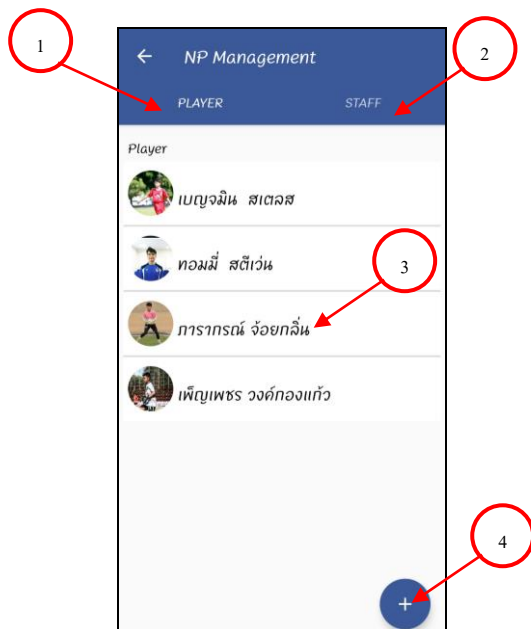 1
2
← NP Management
PLAYER STAFF
Player
เบญจมิน สเตลส
ทอมมี่ สตีเว่น
3
ภารากรณ์ จ้อยกลิ่น
เพ็ญเพชร วงค์กองแก้ว
4
+